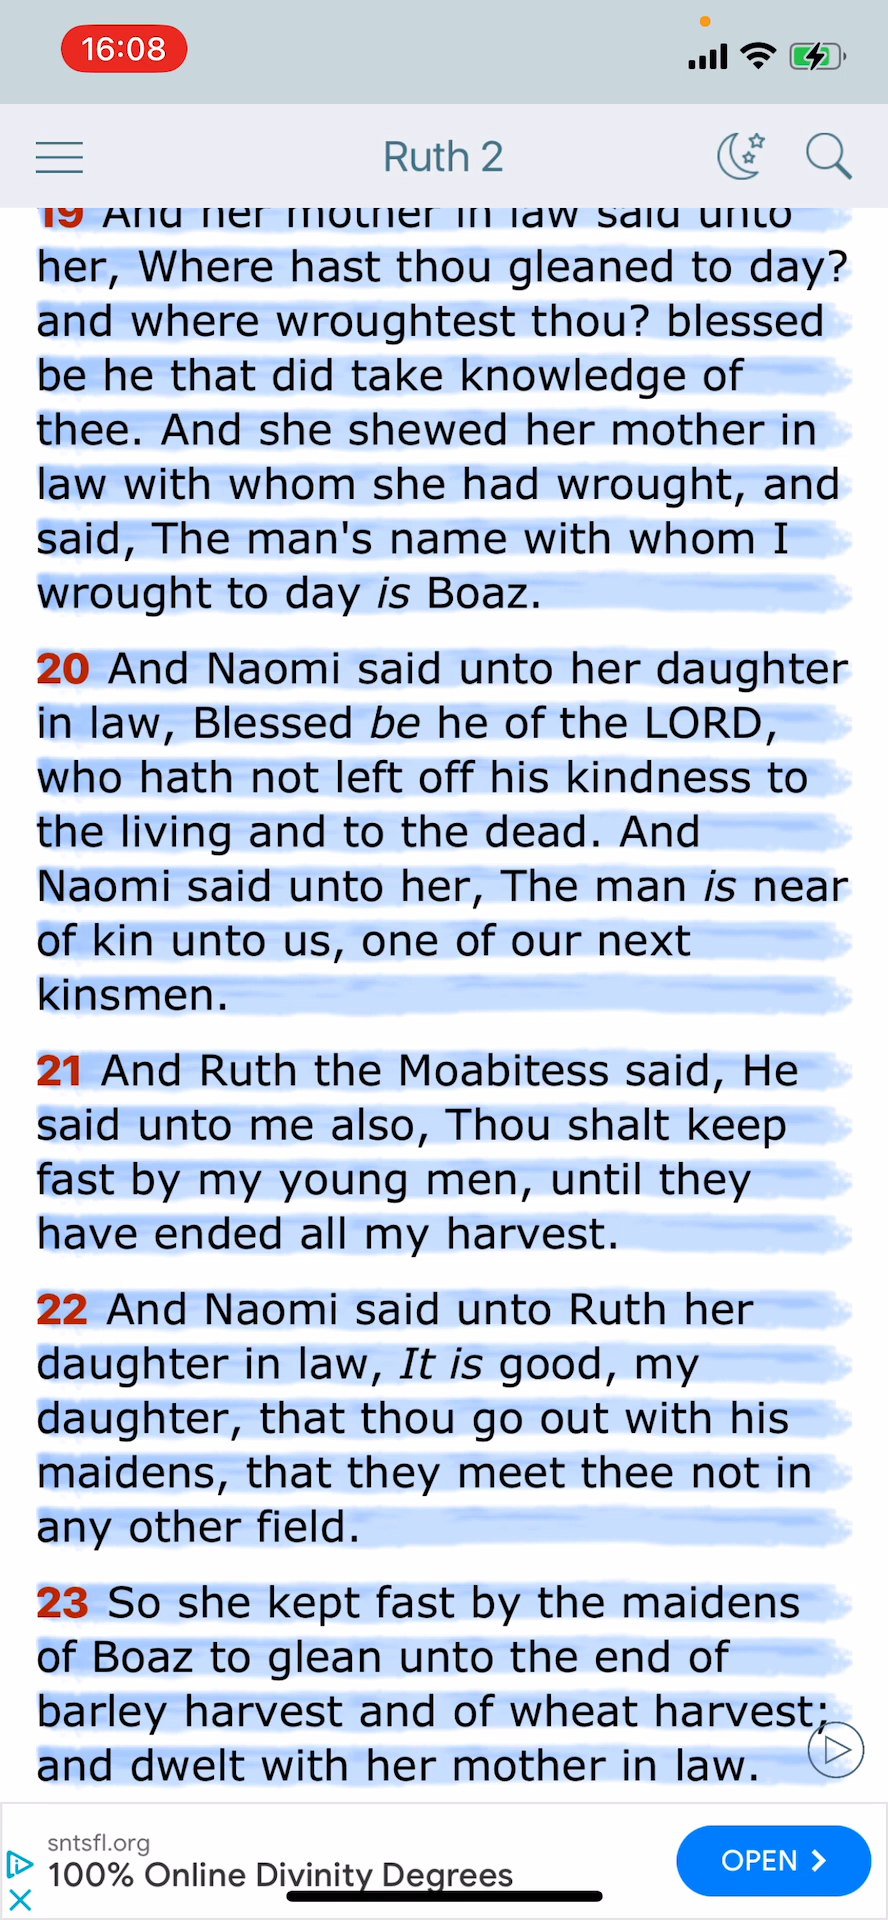 16:08
Ruth 2
19 And her mother in law said unto
her, Where hast thou gleaned to day?
and where wroughtest thou? blessed
be he that did take knowledge of
thee. And she shewed her mother in
law with whom she had wrought, and
said, The man's name with whom I
wrought to day is Boaz.
20 And Naomi said unto her daughter
in law, Blessed be he of the LORD,
who hath not left off his kindness to
the living and to the dead. And
Naomi said unto her, The man is near
of kin unto us, one of our next
kinsmen.
21 And Ruth the Moabitess said, He
said unto me also, Thou shalt keep
fast by my young men, until they
have ended all my harvest.
22 And Naomi said unto Ruth her
daughter in law, It is good, my
daughter, that thou go out with his
maidens, that they meet thee not in
any other field.
23 So she kept fast by the maidens
of Boaz to glean unto the end of
barley harvest and of wheat harvest;
and dwelt with her mother in law.
sntsfl.org
100% Online Divinity Degrees
OPEN